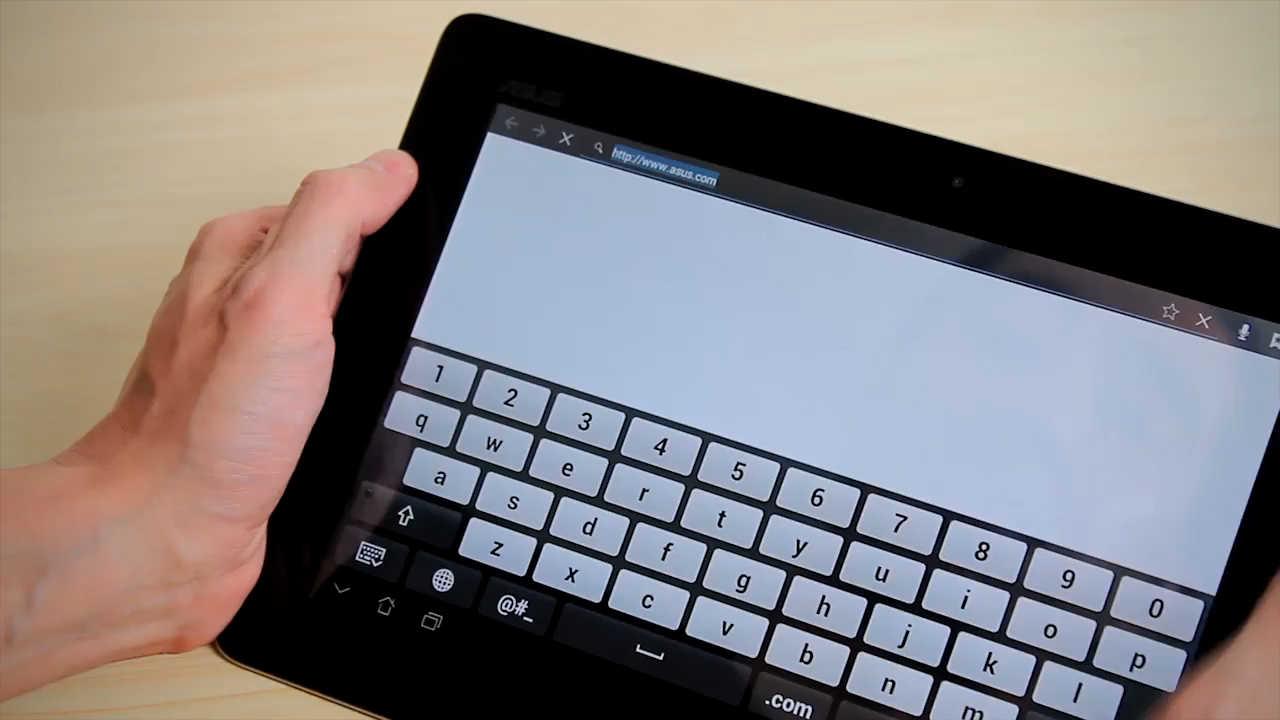 ASUS
http://www.asus.com
1 2 3 4 5 6 7 8 9 0
q w e r t y u i o p
a s d f g h j k l
z x c v b n m
@#_ .com